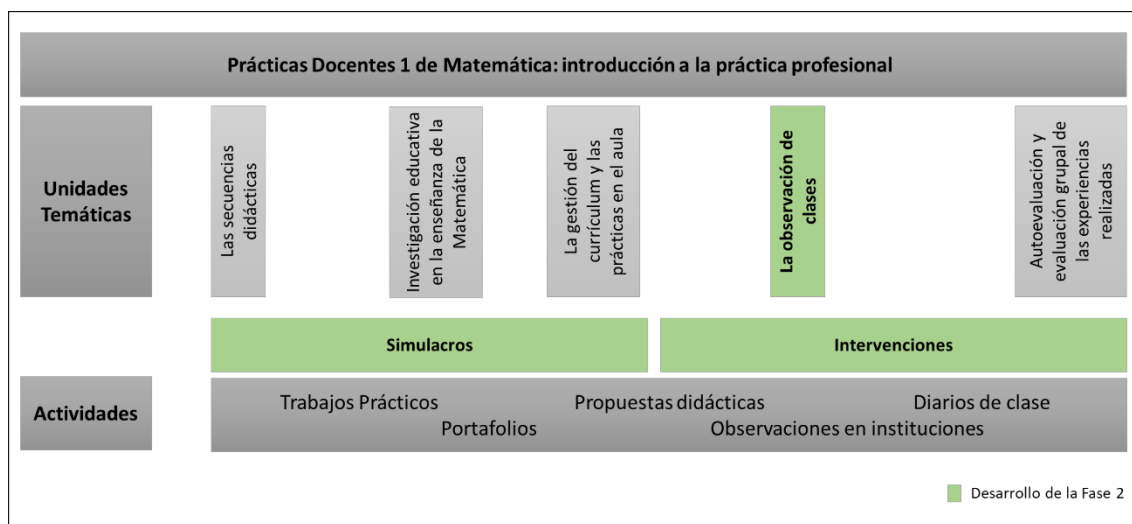 Prácticas Docentes 1 de Matemática: introducción a la práctica profesional
Unidades
Temáticas
Las secuencias
didácticas
Investigación educativa
en la enseñanza de la
Matemática
La gestión del
currículum y las
prácticas en el aula
La observación de
clases
Autoevaluación y
evaluación grupal de
las experiencias
realizadas
Simulacros
Intervenciones
Actividades
Trabajos Prácticos
Propuestas didácticas
Diarios de clase
Portafolios
Observaciones en instituciones
Desarrollo de la Fase 2